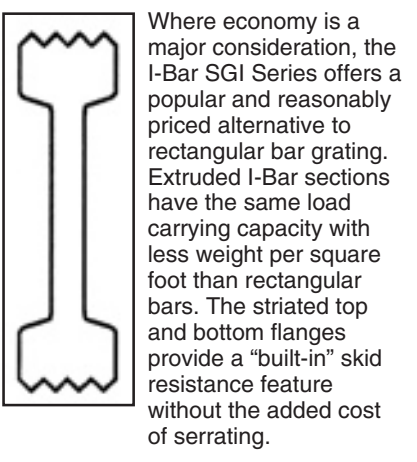 Where economy is a
major consideration, the
I-Bar SGI Series offers a
popular and reasonably
priced alternative to
rectangular bar grating.
Extruded I-Bar sections
have the same load
carrying capacity with
less weight per square
foot than rectangular
bars. The striated top
and bottom flanges
provide a “built-in” skid
resistance feature
without the added cost
of serrating.